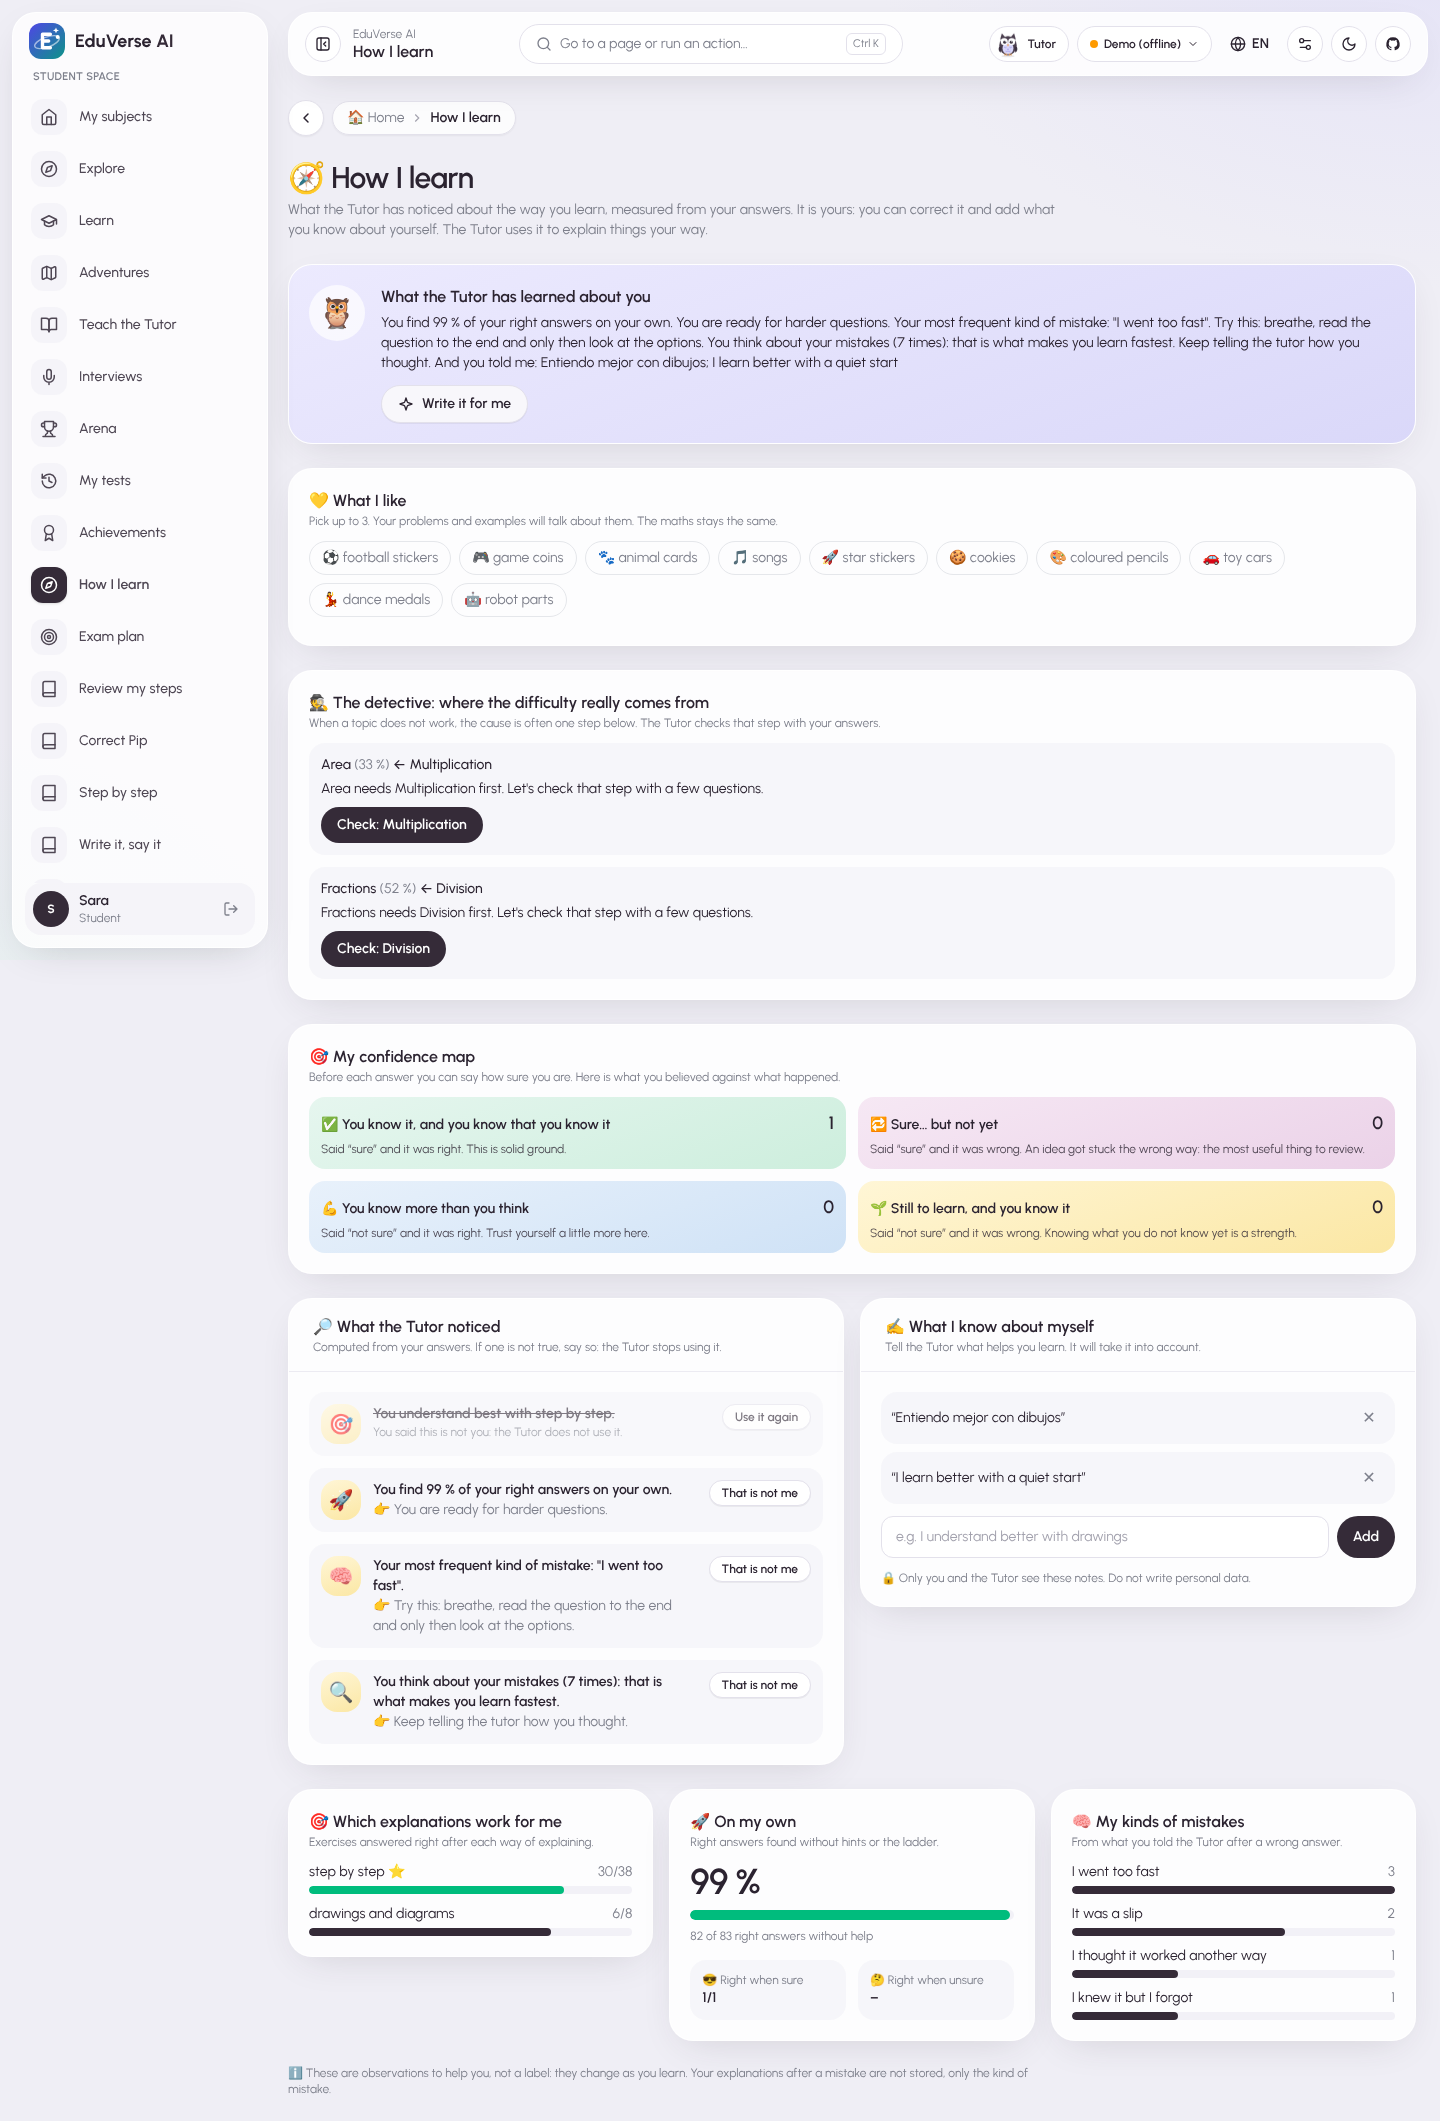 EduVerse AI
STUDENT SPACE
My subjects
Explore
Learn
Adventures
Teach the Tutor
Interviews
Arena
My tests
Achievements
How I learn
Exam plan
Review my steps
Correct Pip
Step by step
Write it, say it
S
Sara
Student
EduVerse AI
How I learn
Go to a page or run an action...
Ctrl K
Tutor
Demo (offline)
EN
Home > How I learn
How I learn
What the Tutor has noticed about the way you learn, measured from your answers. It is yours: you can correct it and add what
you know about yourself. The Tutor uses it to explain things your way.
What the Tutor has learned about you
You find 99 % of your right answers on your own. You are ready for harder questions. Your most frequent kind of mistake: "I went too fast". Try this: breathe, read the
question to the end and only then look at the options. You think about your mistakes (7 times): that is what makes you learn fastest. Keep telling the tutor how you
thought. And you told me: Entiendo mejor con dibujos; I learn better with a quiet start
Write it for me
What I like
Pick up to 3. Your problems and examples will talk about them. The maths stays the same.
football stickers
game coins
animal cards
songs
star stickers
cookies
coloured pencils
toy cars
dance medals
robot parts
The detective: where the difficulty really comes from
When a topic does not work, the cause is often one step below. The Tutor checks that step with your answers.
Area (33 %) ← Multiplication
Area needs Multiplication first. Let's check that step with a few questions.
Check: Multiplication
Fractions (52 %) ← Division
Fractions needs Division first. Let's check that step with a few questions.
Check: Division
My confidence map
Before each answer you can say how sure you are. Here is what you believed against what happened.
You know it, and you know that you know it 1
Said “sure” and it was right. This is solid ground.
Sure... but not yet 0
Said “sure” and it was wrong. An idea got stuck the wrong way: the most useful thing to review.
You know more than you think 0
Said “not sure” and it was right. Trust yourself a little more here.
Still to learn, and you know it 0
Said “not sure” and it was wrong. Knowing what you do not know yet is a strength.
What the Tutor noticed
Computed from your answers. If one is not true, say so: the Tutor stops using it.
You understand best with step by step.
You said this is not you: the Tutor does not use it.
Use it again
You find 99 % of your right answers on your own.
You are ready for harder questions.
That is not me
Your most frequent kind of mistake: "I went too
fast".
Try this: breathe, read the question to the end
and only then look at the options.
That is not me
You think about your mistakes (7 times): that is
what makes you learn fastest.
Keep telling the tutor how you thought.
That is not me
What I know about myself
Tell the Tutor what helps you learn. It will take it into account.
“Entiendo mejor con dibujos”
“I learn better with a quiet start”
e.g. I understand better with drawings
Add
Only you and the Tutor see these notes. Do not write personal data.
Which explanations work for me
Exercises answered right after each way of explaining.
step by step 30/38
drawings and diagrams 6/8
On my own
Right answers found without hints or the ladder.
99 %
82 of 83 right answers without help
Right when sure
1/1
Right when unsure
–
My kinds of mistakes
From what you told the Tutor after a wrong answer.
I went too fast 3
It was a slip 2
I thought it worked another way 1
I knew it but I forgot 1
These are observations to help you, not a label: they change as you learn. Your explanations after a mistake are not stored, only the kind of
mistake.